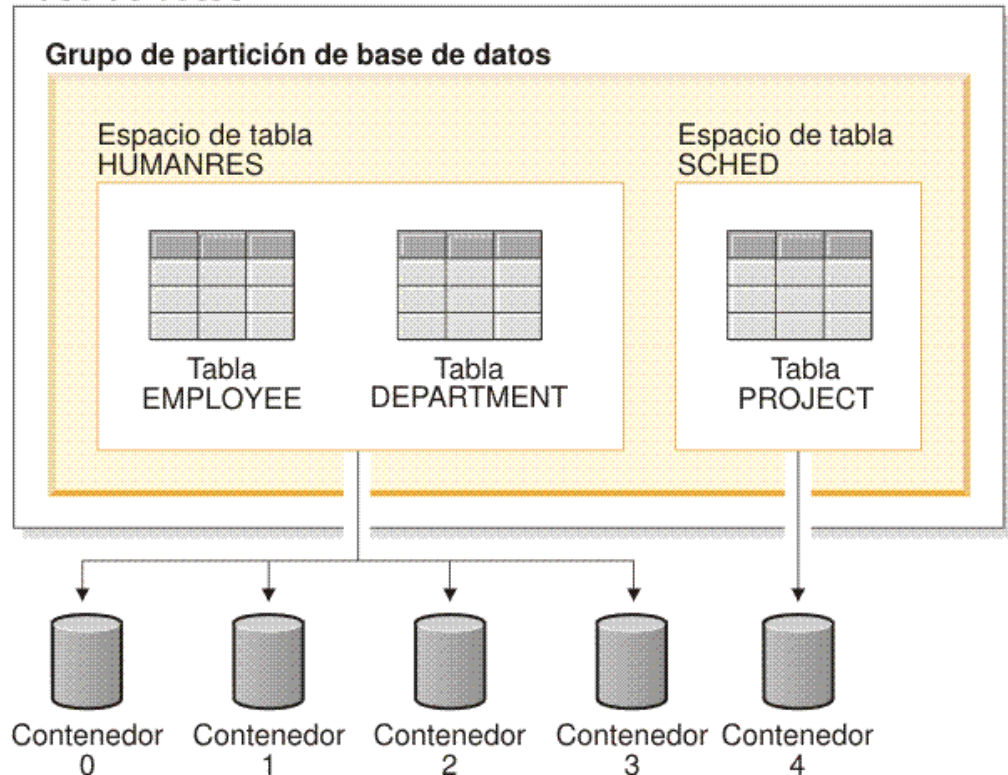 Grupo de partición de base de datos
Espacio de tabla
HUMANRES
Espacio de tabla
SCHED
Tabla
EMPLOYEE
Tabla
DEPARTMENT
Tabla
PROJECT
Contenedor
0
Contenedor
1
Contenedor
2
Contenedor
3
Contenedor
4